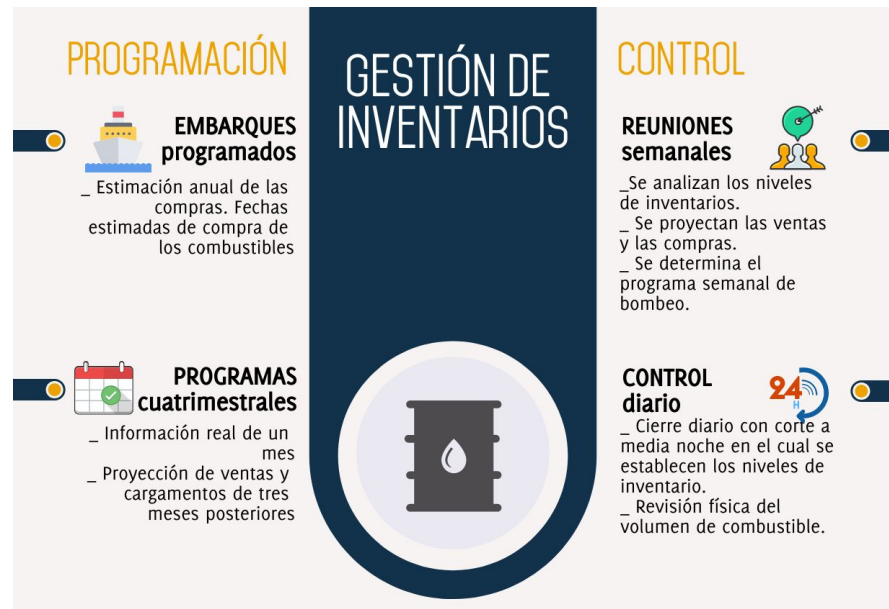 PROGRAMACIÓN
EMBARQUES
programados
_ Estimación anual de las
compras. Fechas
estimadas de compra de
los combustibles
PROGRAMAS
cuatrimestrales
_ Información real de un
mes
_ Proyección de ventas y
cargamentos de tres
meses posteriores
GESTIÓN DE
INVENTARIOS
CONTROL
REUNIONES
semanales
_Se analizan los niveles
de inventarios.
_ Se proyectan las ventas
y las compras.
_ Se determina el
programa semanal de
bombeo.
CONTROL
diario
24
H
_ Cierre diario con corte a
media noche en el cual se
establecen los niveles de
inventario.
_ Revisión física del
volumen de combustible.